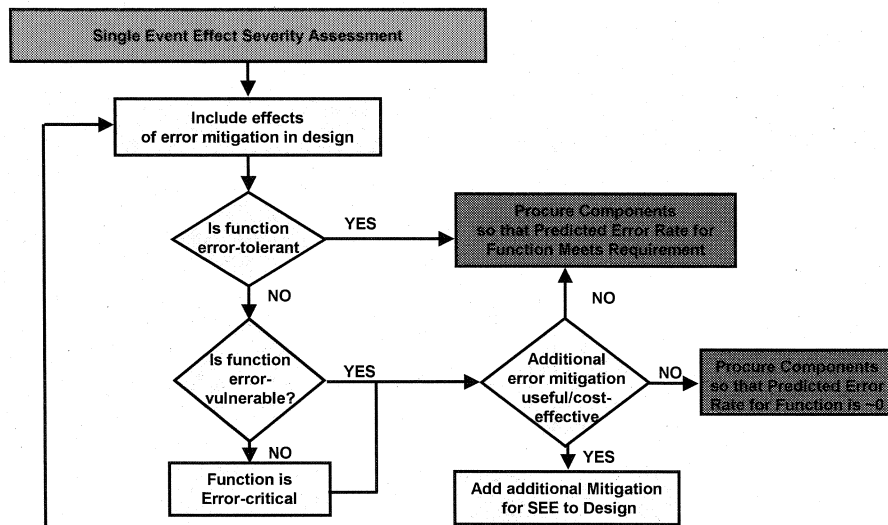 Single Event Effect Severity Assessment
Include effects
of error mitigation in design
Is function
error-tolerant
YES
Procure Components
so that Predicted Error Rate for
Function Meets Requirement
NO
NO
Is function
error-
vulnerable?
YES
Additional
error mitigation
useful/cost-
effective
NO
Procure Components
so that Predicted Error
Rate for Function is ~0
NO
Function is
Error-critical
YES
Add additional Mitigation
for SEE to Design